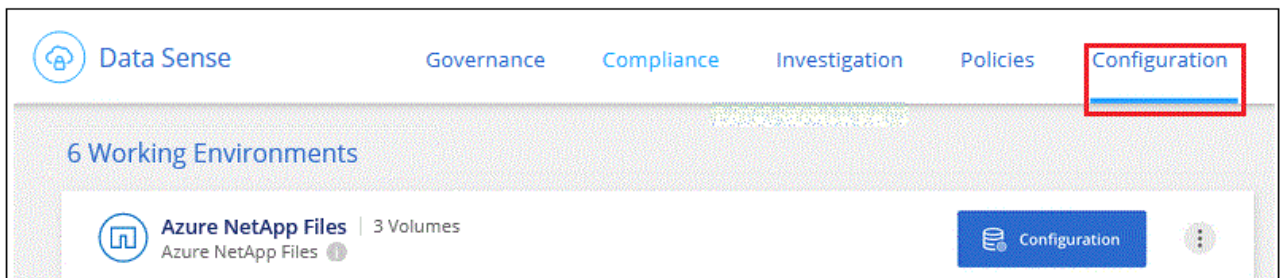 Data Sense Governance Compliance Investigation Policies Configuration
6 Working Environments
Azure NetApp Files 3 Volumes
Azure NetApp Files
Configuration